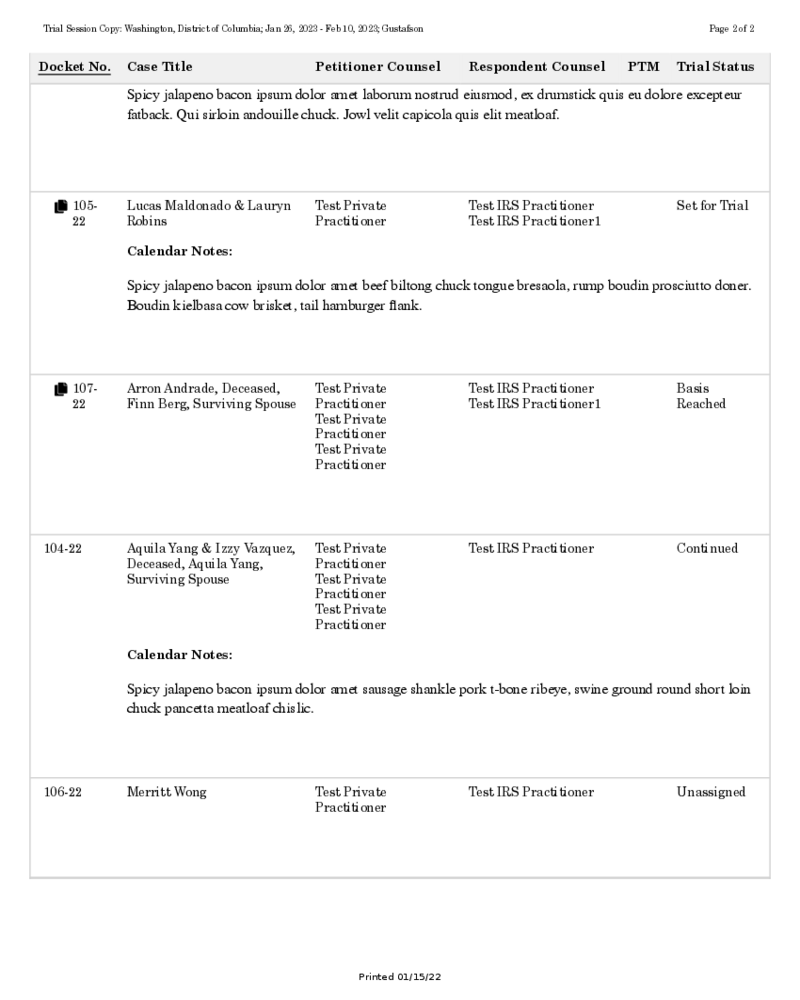 Trial Session Copy: Washington, District of Columbia; Jan 26, 2023 - Feb 10, 2023; Gustafson
Page 2 of 2
Docket No. Case Title Petitioner Counsel Respondent Counsel PTM Trial Status
Spicy jalapeno bacon ipsum dolor amet laborum nostrud eiusmod, ex drumstick quis eu dolore excepteur
fatback. Qui sirloin andouille chuck. Jowl velit capicola quis elit meatloaf.
105- Lucas Maldonado & Lauryn Test Private Test IRS Practitioner Set for Trial
22 Robins Practitioner Test IRS Practitioner1
Calendar Notes:
Spicy jalapeno bacon ipsum dolor amet beef biltong chuck tongue bresaola, rump boudin prosciutto doner.
Boudin kielbasa cow brisket, tail hamburger flank.
107- Arron Andrade, Deceased, Test Private Test IRS Practitioner Basis
22 Finn Berg, Surviving Spouse Practitioner Test IRS Practitioner1 Reached
Test Private
Practitioner
Test Private
Practitioner
104-22 Aquila Yang & Izzy Vazquez, Test Private Test IRS Practitioner Continued
Deceased, Aquila Yang, Practitioner
Surviving Spouse Test Private
Practitioner
Test Private
Practitioner
Calendar Notes:
Spicy jalapeno bacon ipsum dolor amet sausage shankle pork t-bone ribeye, swine ground round short loin
chuck pancetta meatloaf chislic.
106-22 Merritt Wong Test Private Test IRS Practitioner Unassigned
Practitioner
Printed 01/15/22